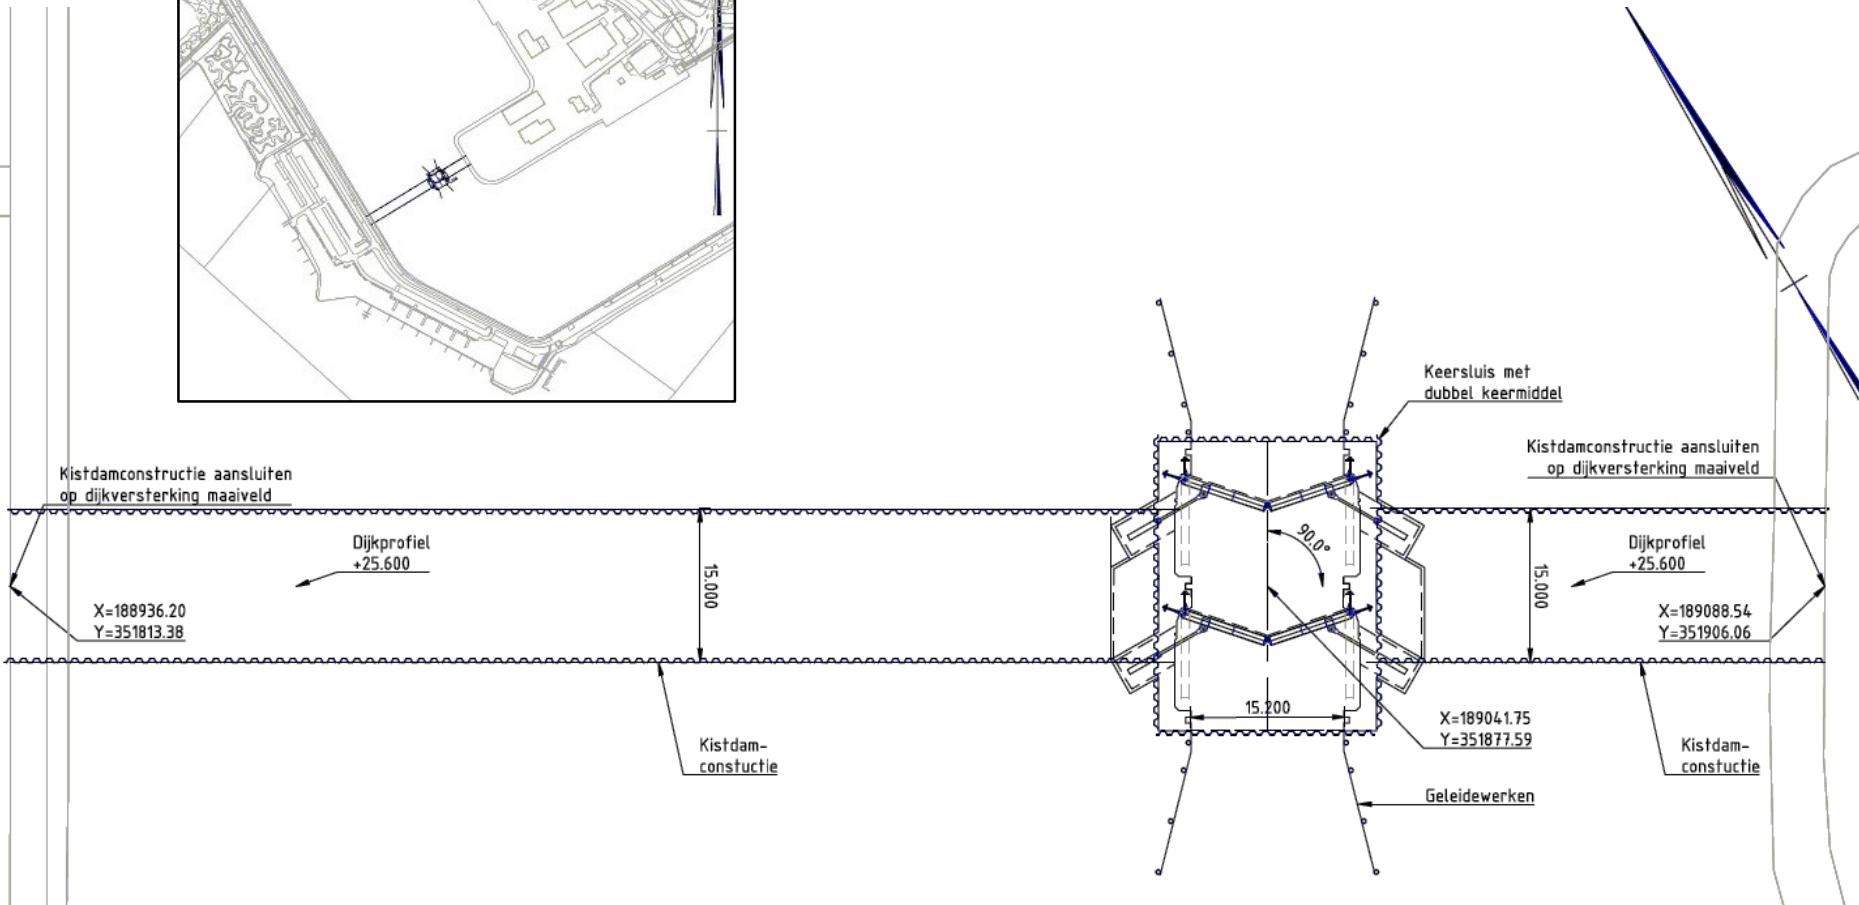 Keersluis met
dubbel keermiddel
Kistdamconstructie aansluiten
op dijkversterking maaiveld
Kistdamconstructie aansluiten
op dijkversterking maaiveld
Dijkprofiel
+25.600
15.000
90.0°
15.000
Dijkprofiel
+25.600
X=188936.20
Y=351813.38
X=189088.54
Y=351906.06
15.200
X=189041.75
Y=351877.59
Kistdam-
constuctie
Kistdam-
constuctie
Geleidewerken